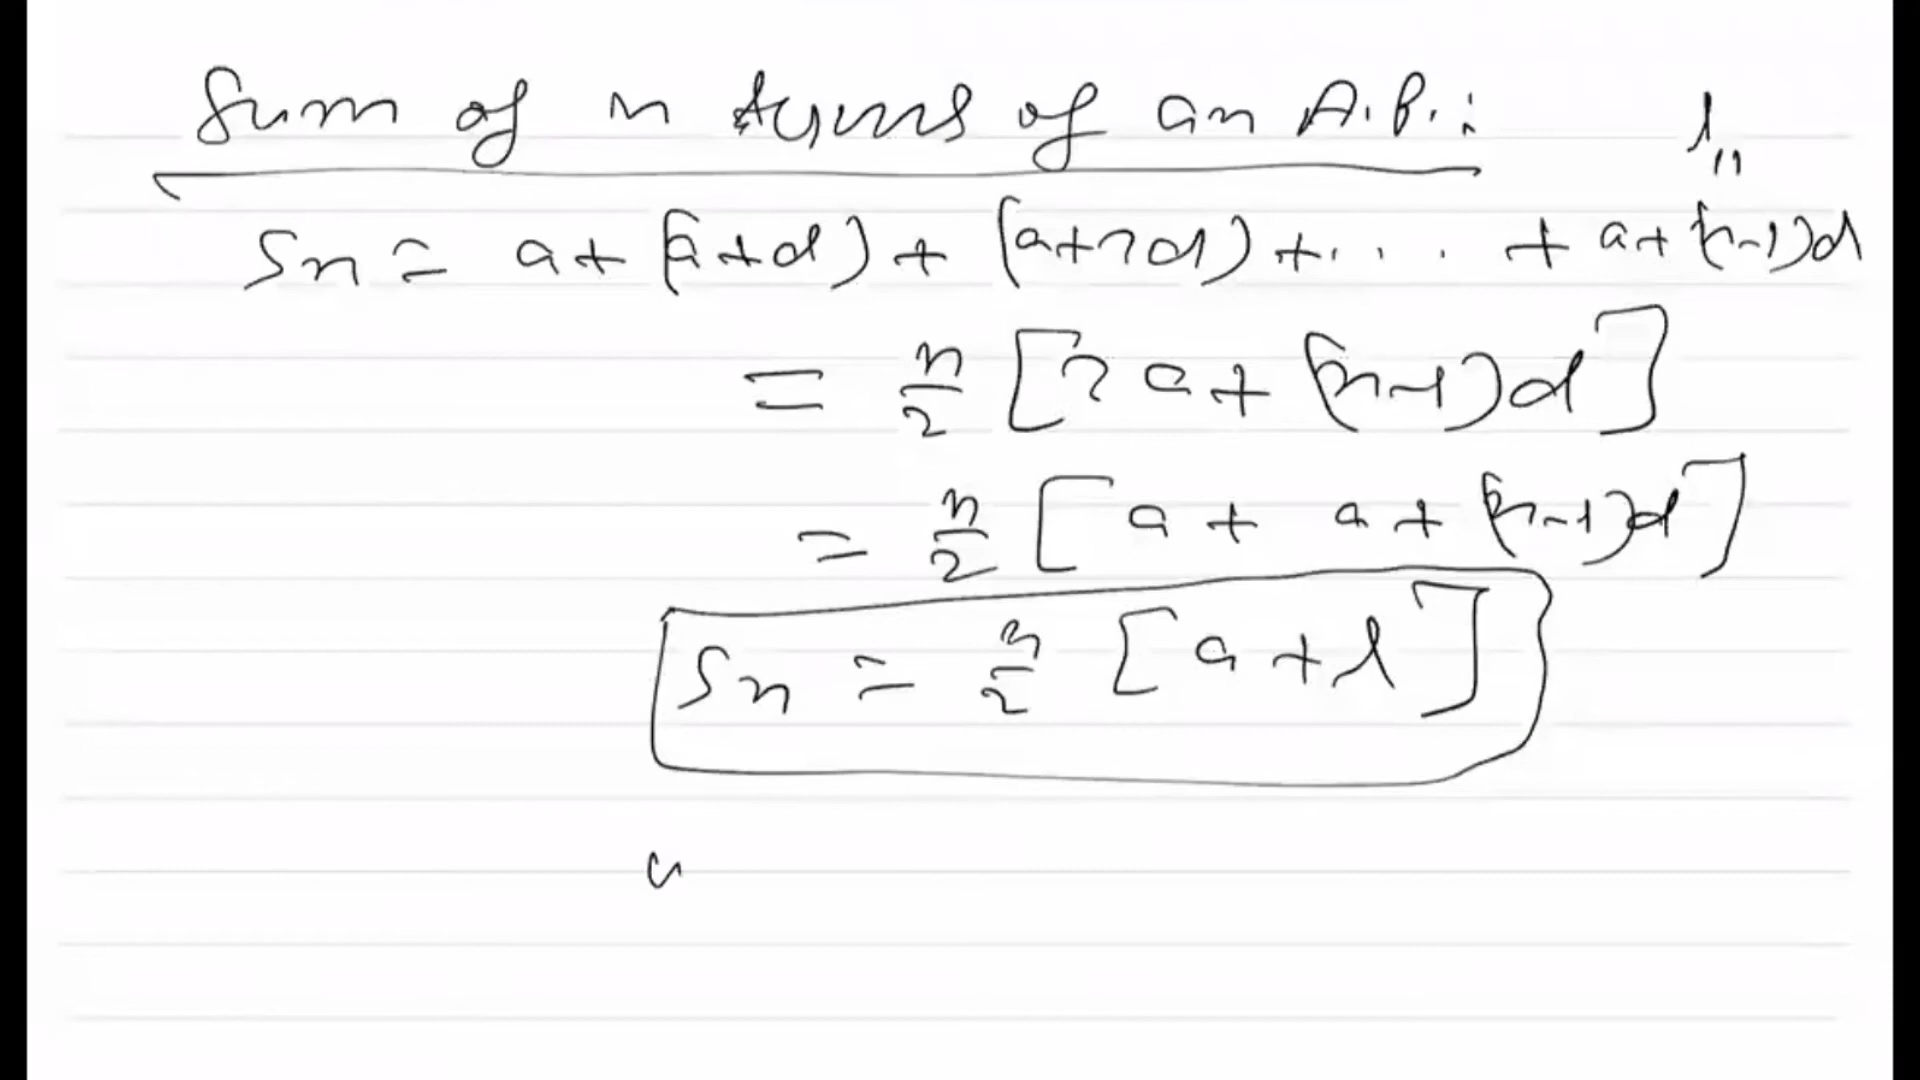 Sum of n terms of an A.P.:
l
॥
Sn = a + (a+d) + (a+2d) + . . . . + a+(n-1)d
= n/2 [2a + (n-1)d]
= n/2 [a + a + (n-1)d]
Sn = n/2 [a + l]